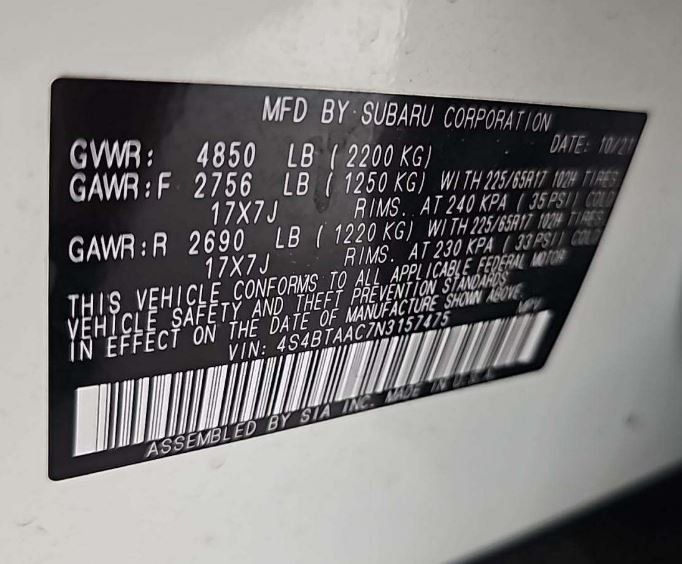 MFD BY SUBARU CORPORATION
DATE: 10/21
GVWR: 4850 LB ( 2200 KG)
GAWR:F 2756 LB ( 1250 KG) WITH 225/65R17 102H TIRES
17X7J RIMS. AT 240 KPA ( 35 PSI) COLD
GAWR:R 2690 LB ( 1220 KG) WITH 225/65R17 102H TIRES
17X7J RIMS. AT 230 KPA ( 33 PSI) COLD
THIS VEHICLE CONFORMS TO ALL APPLICABLE FEDERAL MOTOR
VEHICLE SAFETY AND THEFT PREVENTION STANDARDS
IN EFFECT ON THE DATE OF MANUFACTURE SHOWN ABOVE.
VIN: 4S4BTAAC7N3157475 MPV
ASSEMBLED BY SIA INC. MADE IN U.S.A.